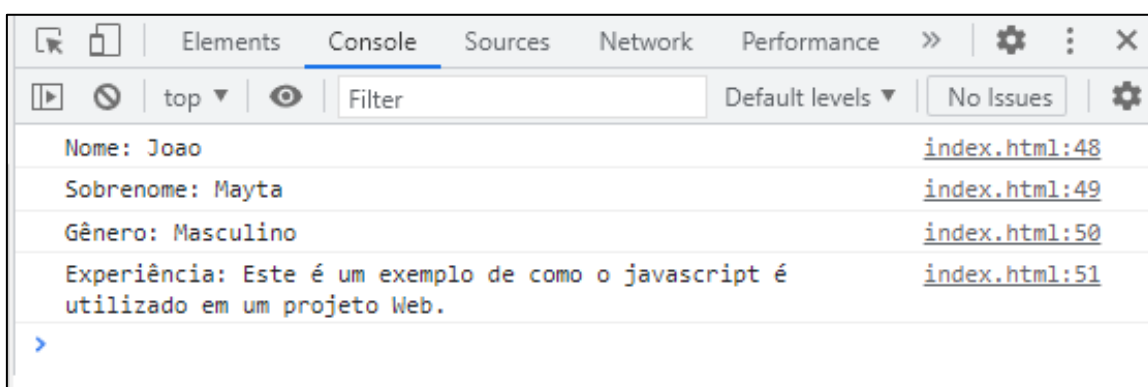 Elements Console Sources Network Performance »
top ▼ Filter Default levels ▼ No Issues
Nome: Joao index.html:48
Sobrenome: Mayta index.html:49
Gênero: Masculino index.html:50
Experiência: Este é um exemplo de como o javascript é index.html:51
utilizado em um projeto Web.
>